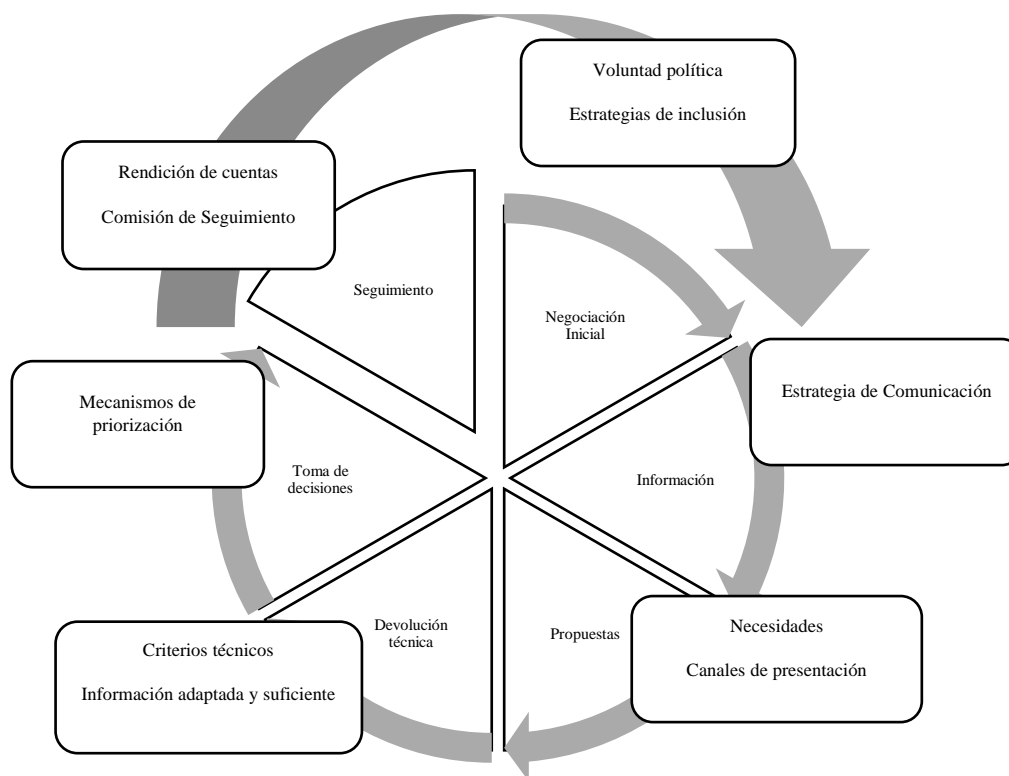 Voluntad política
Estrategias de inclusión
Rendición de cuentas
Comisión de Seguimiento
Seguimiento
Negociación
Inicial
Mecanismos de
priorización
Estrategia de Comunicación
Toma de
decisiones
Información
Devolución
técnica
Propuestas
Criterios técnicos
Información adaptada y suficiente
Necesidades
Canales de presentación